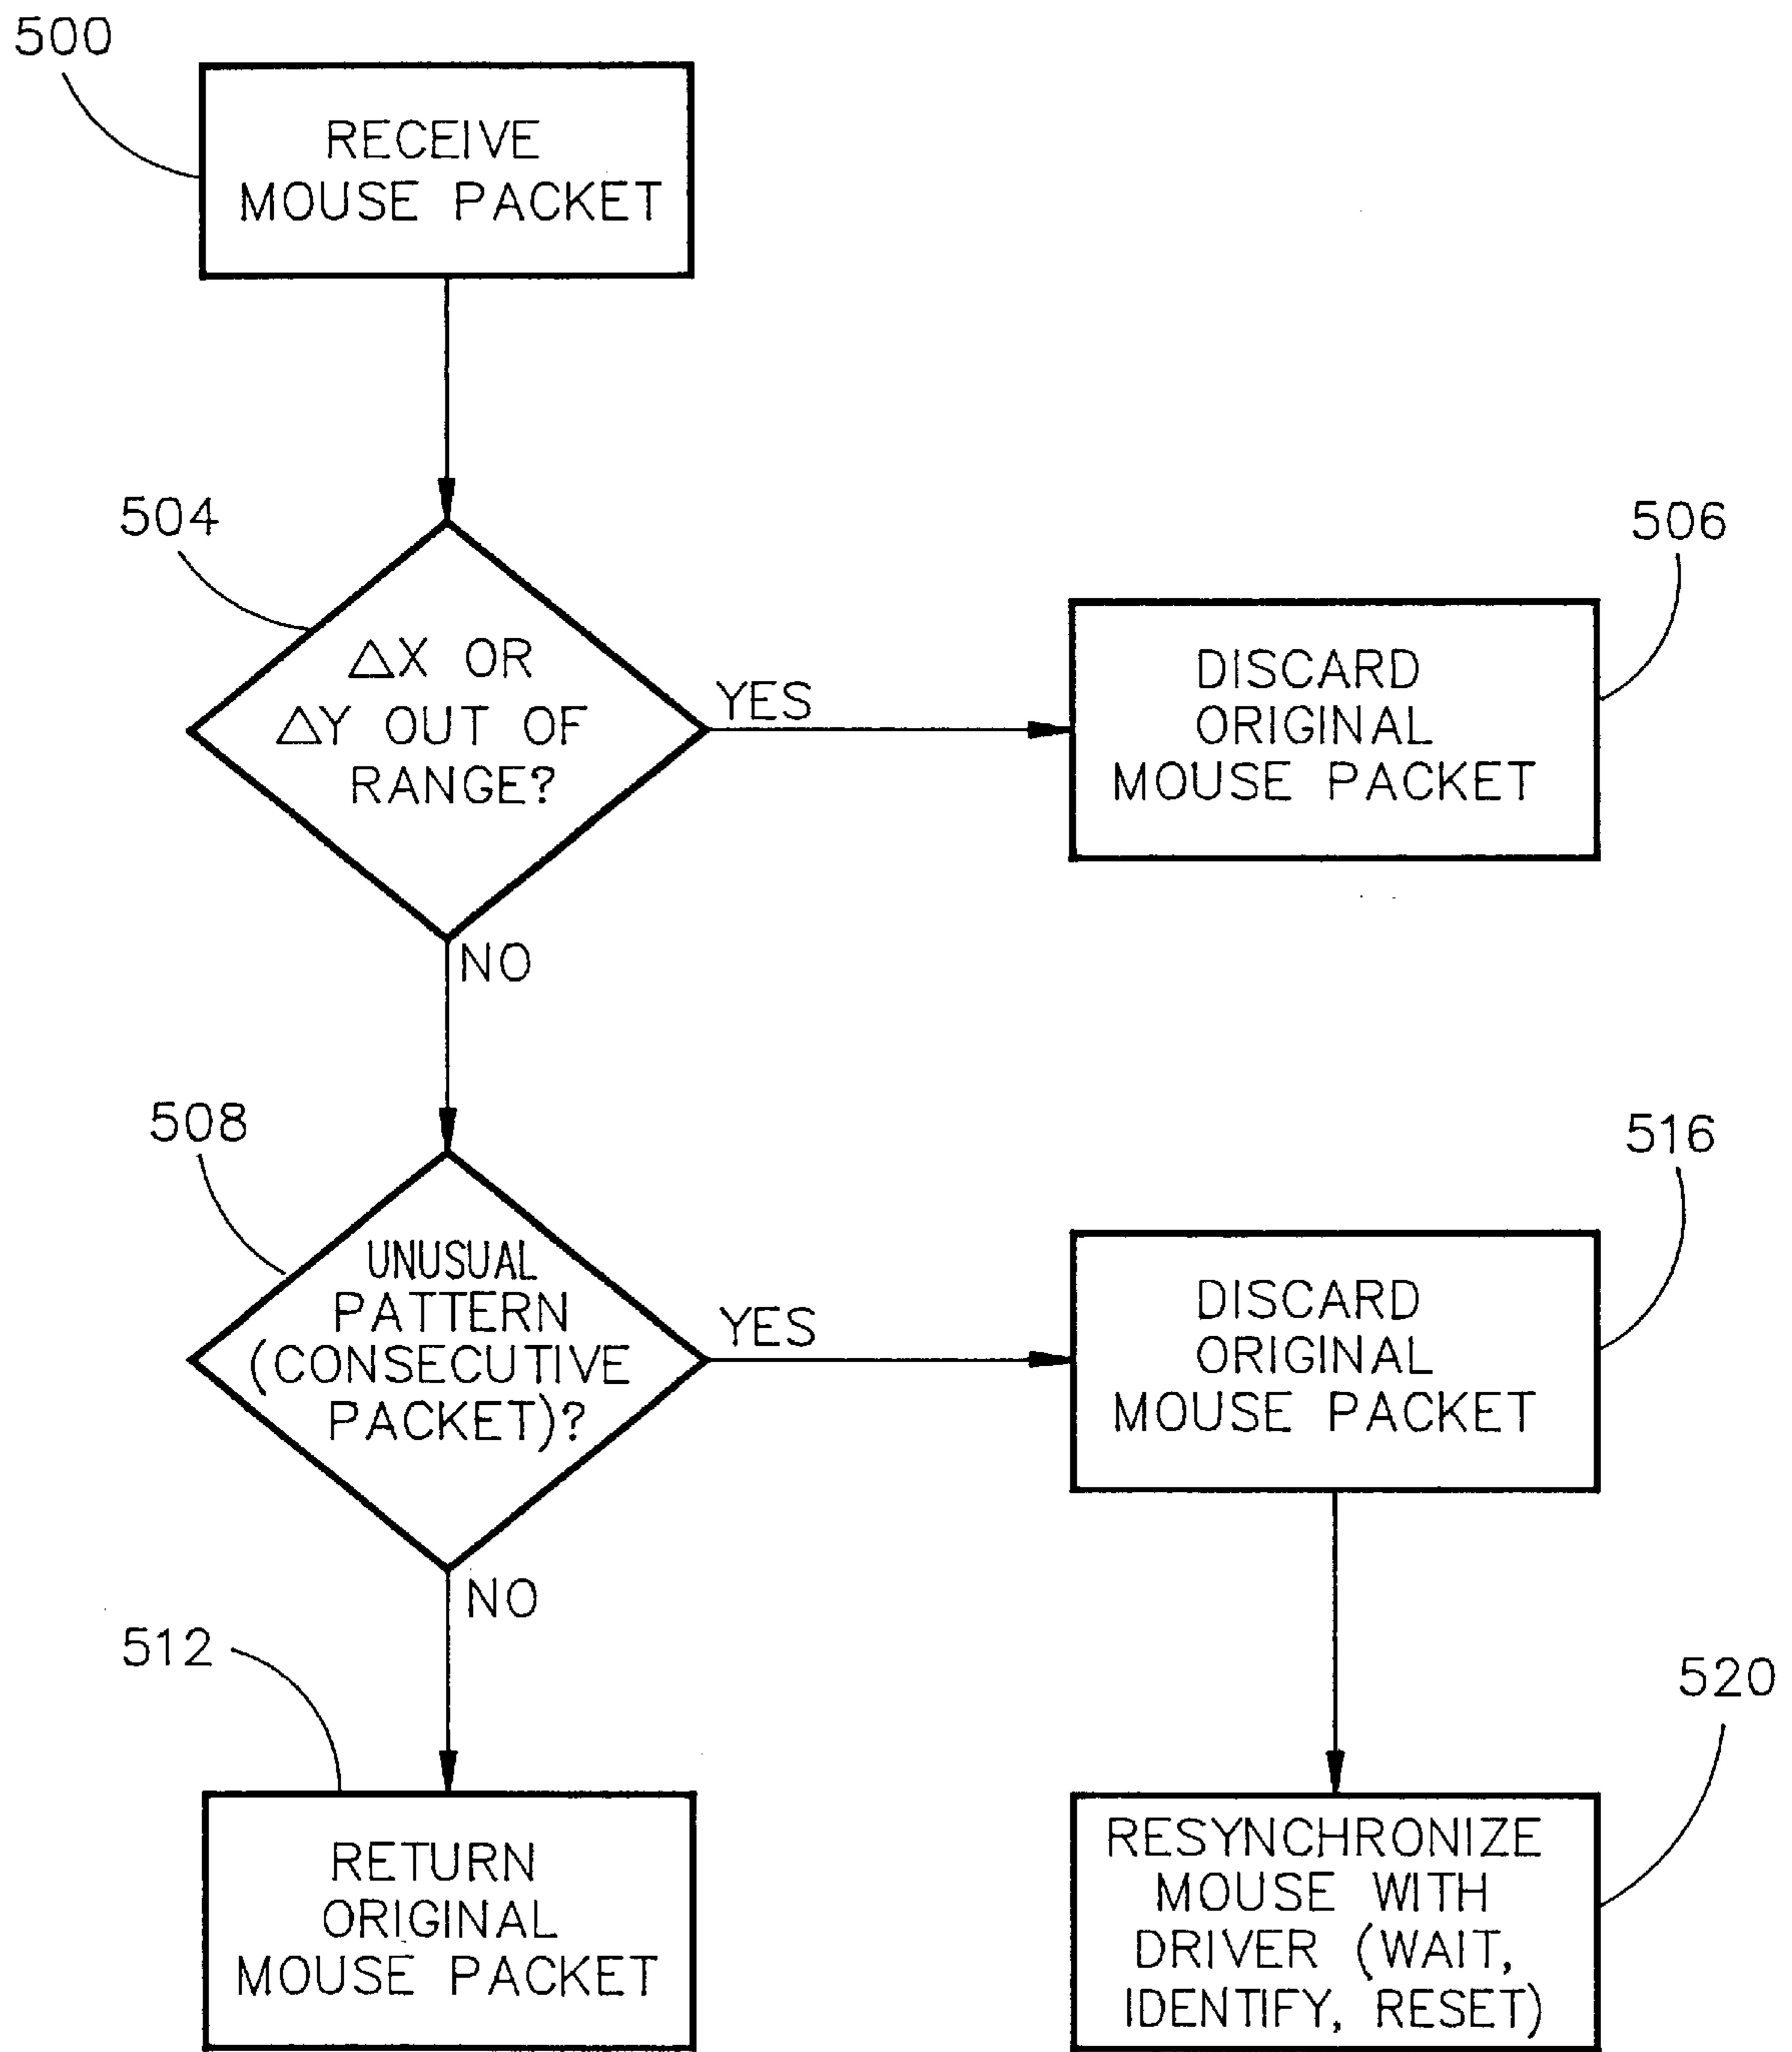 500
RECEIVE
MOUSE PACKET
504
△X OR
△Y OUT OF
RANGE?
YES
506
DISCARD
ORIGINAL
MOUSE PACKET
NO
508
UNUSUAL
PATTERN
(CONSECUTIVE
PACKET)?
YES
516
DISCARD
ORIGINAL
MOUSE PACKET
NO
512
RETURN
ORIGINAL
MOUSE PACKET
520
RESYNCHRONIZE
MOUSE WITH
DRIVER (WAIT,
IDENTIFY, RESET)